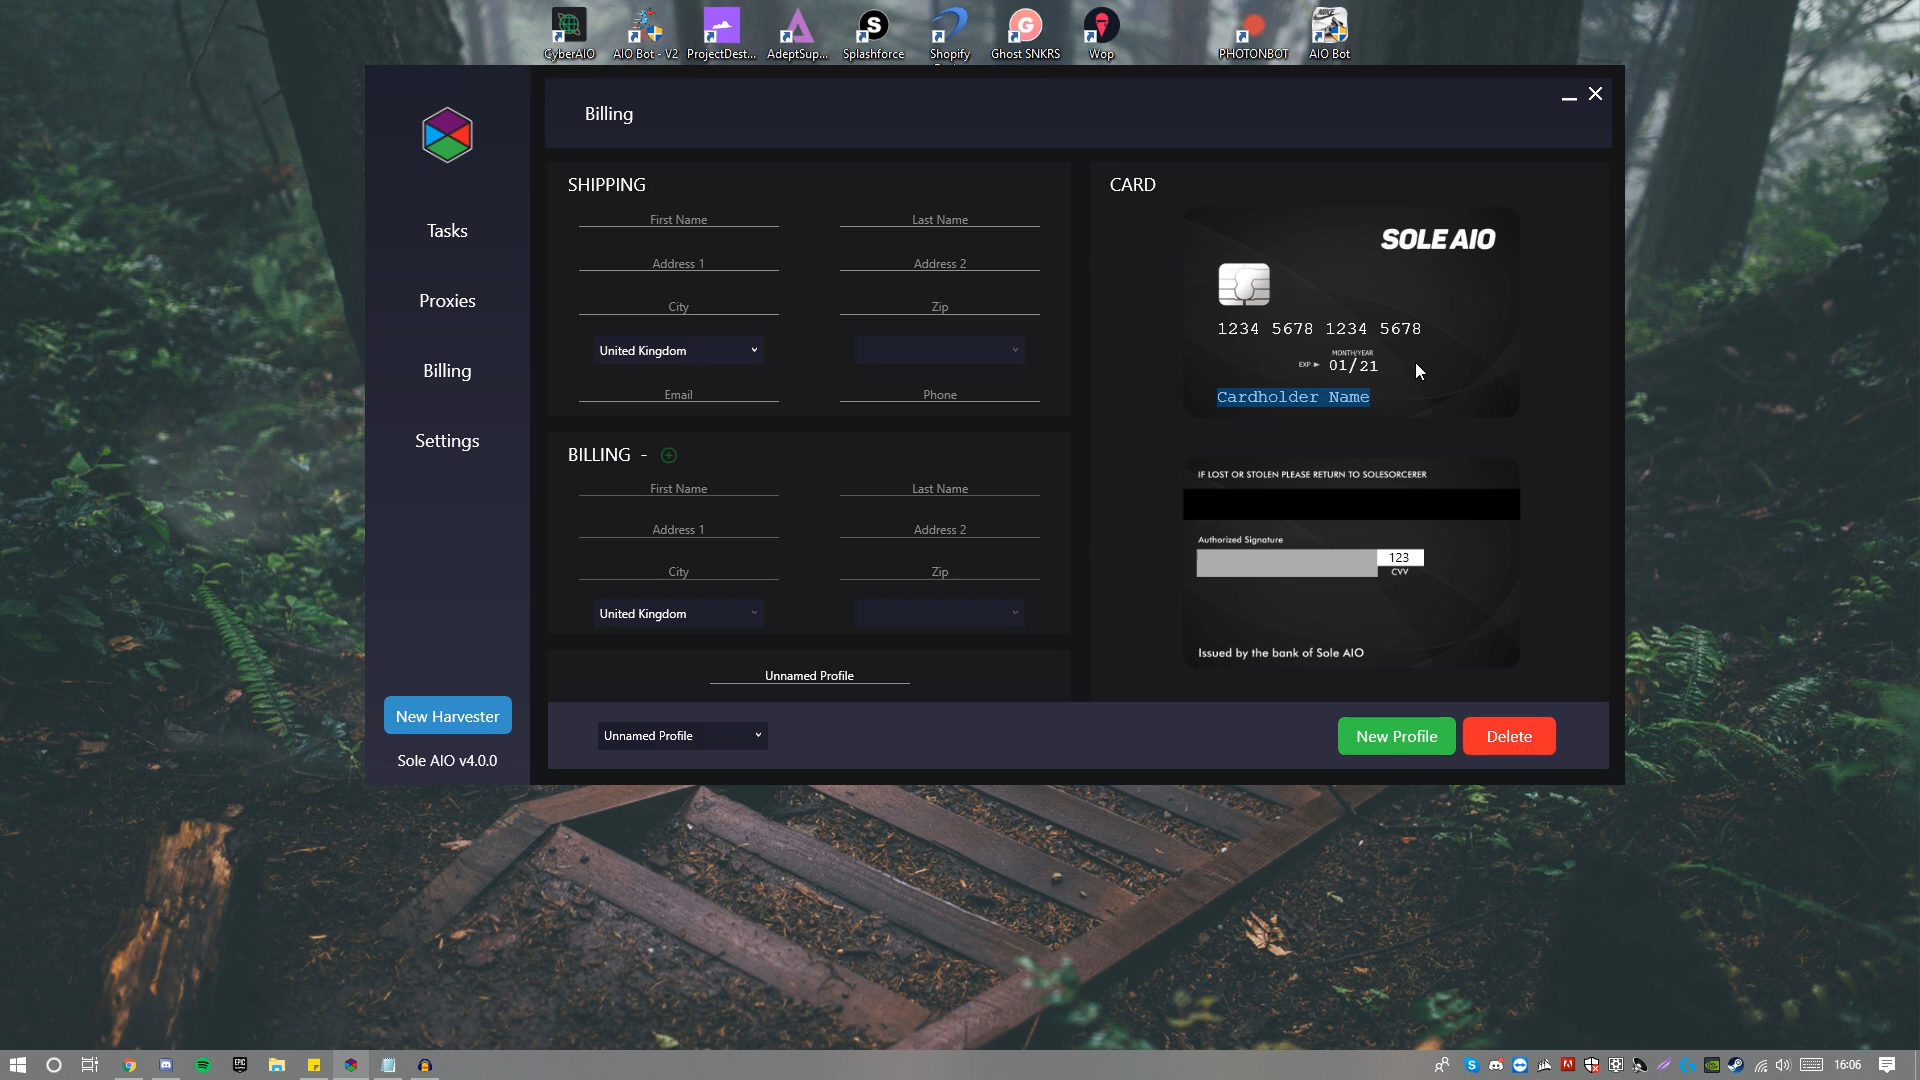 CyberAIO
AIO Bot - V2
ProjectDest...
AdeptSup...
Splashforce
Shopify
Ghost SNKRS
Wop
PHOTONBOT
AIO Bot
Billing
Tasks
Proxies
Billing
Settings
New Harvester
Sole AIO v4.0.0
SHIPPING
First Name
Last Name
Address 1
Address 2
City
Zip
United Kingdom
Email
Phone
BILLING -
First Name
Last Name
Address 1
Address 2
City
Zip
United Kingdom
Unnamed Profile
CARD
SOLE AIO
1234 5678 1234 5678
MONTH/YEAR
EXP 01/21
Cardholder Name
IF LOST OR STOLEN PLEASE RETURN TO SOLESORCERER
Authorized Signature
123
CVV
Issued by the bank of Sole AIO
Unnamed Profile
New Profile
Delete
EPIC
16:06